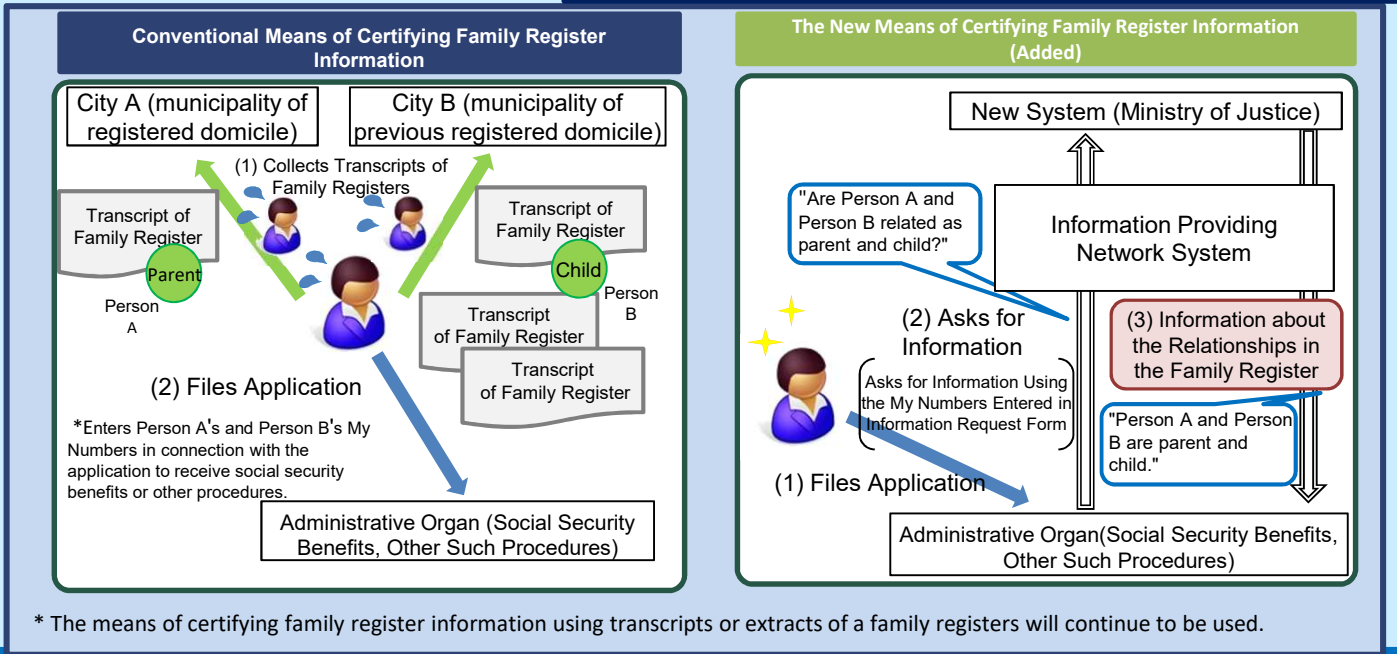 Conventional Means of Certifying Family Register
Information
City A (municipality of
registered domicile)
City B (municipality of
previous registered domicile)
(1) Collects Transcripts of
Family Registers
Transcript of
Family Register
Parent
Person
A
Transcript of
Family Register
Child
Person
B
Transcript
of Family Register
Transcript
of Family Register
(2) Files Application
*Enters Person A's and Person B's My
Numbers in connection with the
application to receive social security
benefits or other procedures.
Administrative Organ (Social Security
Benefits, Other Such Procedures)
The New Means of Certifying Family Register Information
(Added)
New System (Ministry of Justice)
"Are Person A and
Person B related as
parent and child?"
Information Providing
Network System
(2) Asks for
Information
Asks for Information Using
the My Numbers Entered in
Information Request Form
(3) Information about
the Relationships in
the Family Register
"Person A and Person
B are parent and
child."
(1) Files Application
Administrative Organ(Social Security Benefits,
Other Such Procedures)
* The means of certifying family register information using transcripts or extracts of a family registers will continue to be used.